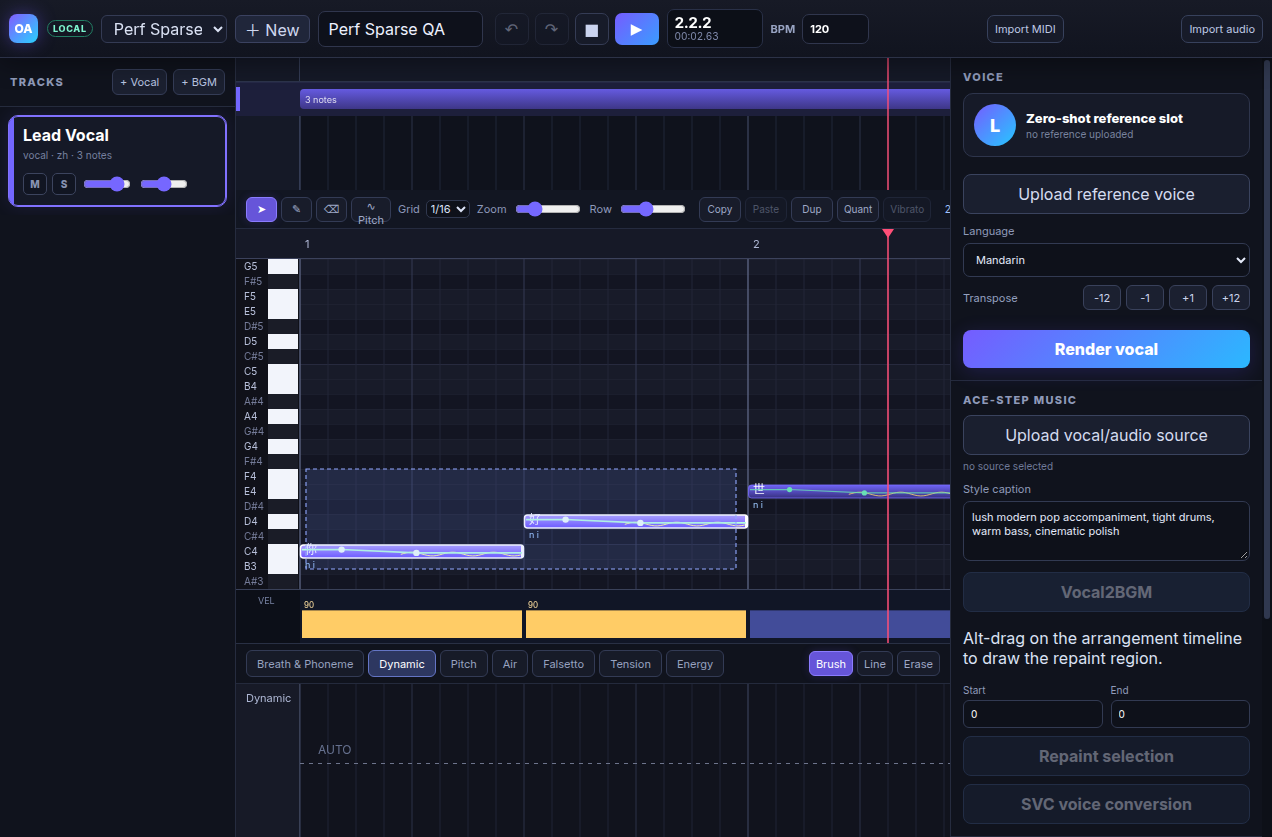 OA LOCAL Perf Sparse + New Perf Sparse QA 2.2.2 BPM 120 Import MIDI Import audio
00:02.63
TRACKS + Vocal + BGM
Lead Vocal
vocal · zh · 3 notes
M S
3 notes
Pitch Grid 1/16 Zoom Row Copy Paste Dup Quant Vibrato 2
1 2
G5
F#5
F5
E5
D#5
D5
C#5
C5
B4
A#4
A4
G#4
G4
F#4
F4
E4 世
D#4 n i
D4 好
C#4 n i
C4 你
B3 n i
A#3
VEL 90 90
Breath & Phoneme Dynamic Pitch Air Falsetto Tension Energy Brush Line Erase
Dynamic
AUTO
VOICE
L Zero-shot reference slot
no reference uploaded
Upload reference voice
Language
Mandarin
Transpose -12 -1 +1 +12
Render vocal
ACE-STEP MUSIC
Upload vocal/audio source
no source selected
Style caption
lush modern pop accompaniment, tight drums,
warm bass, cinematic polish
Vocal2BGM
Alt-drag on the arrangement timeline
to draw the repaint region.
Start End
0 0
Repaint selection
SVC voice conversion